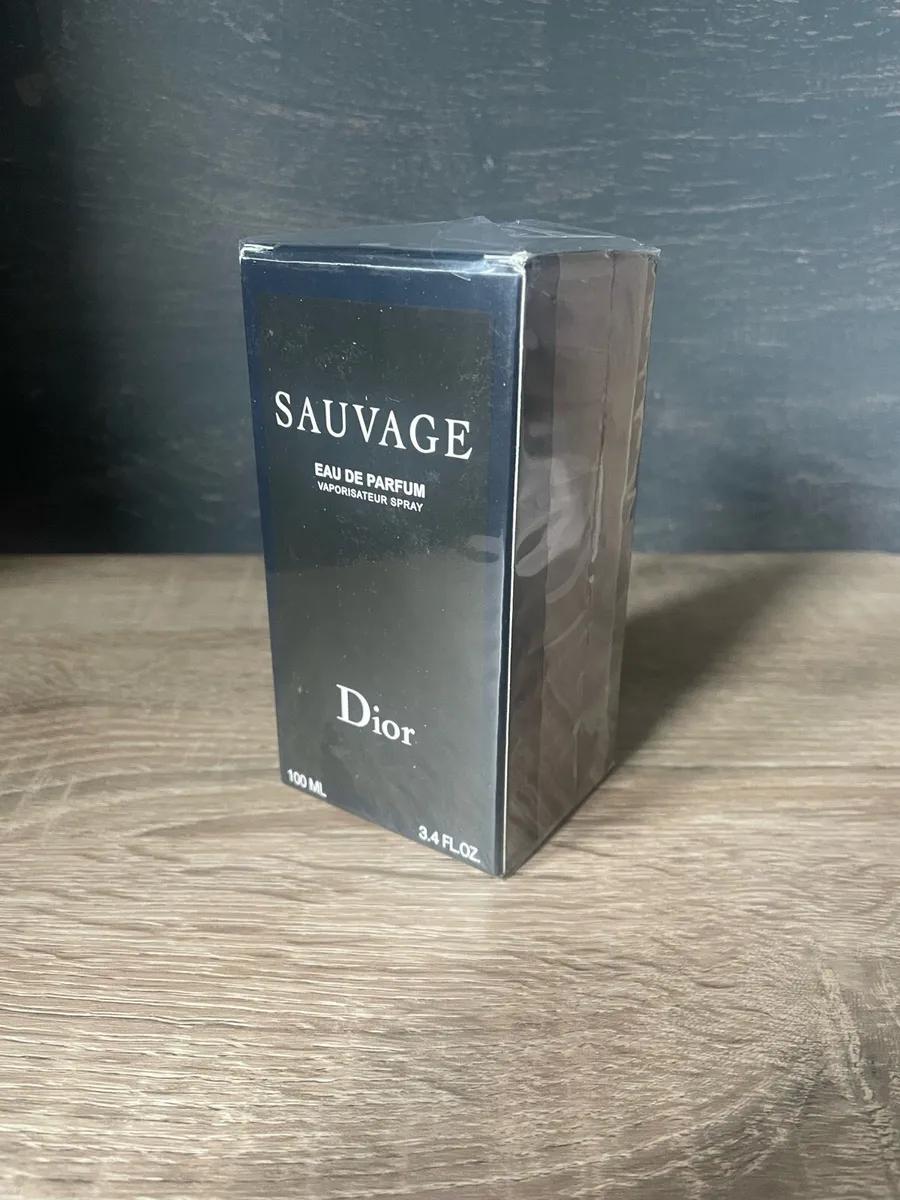 SAUVAGE
EAU DE PARFUM
VAPORISATEUR SPRAY
Dior
100 ML
3.4 FL.OZ.